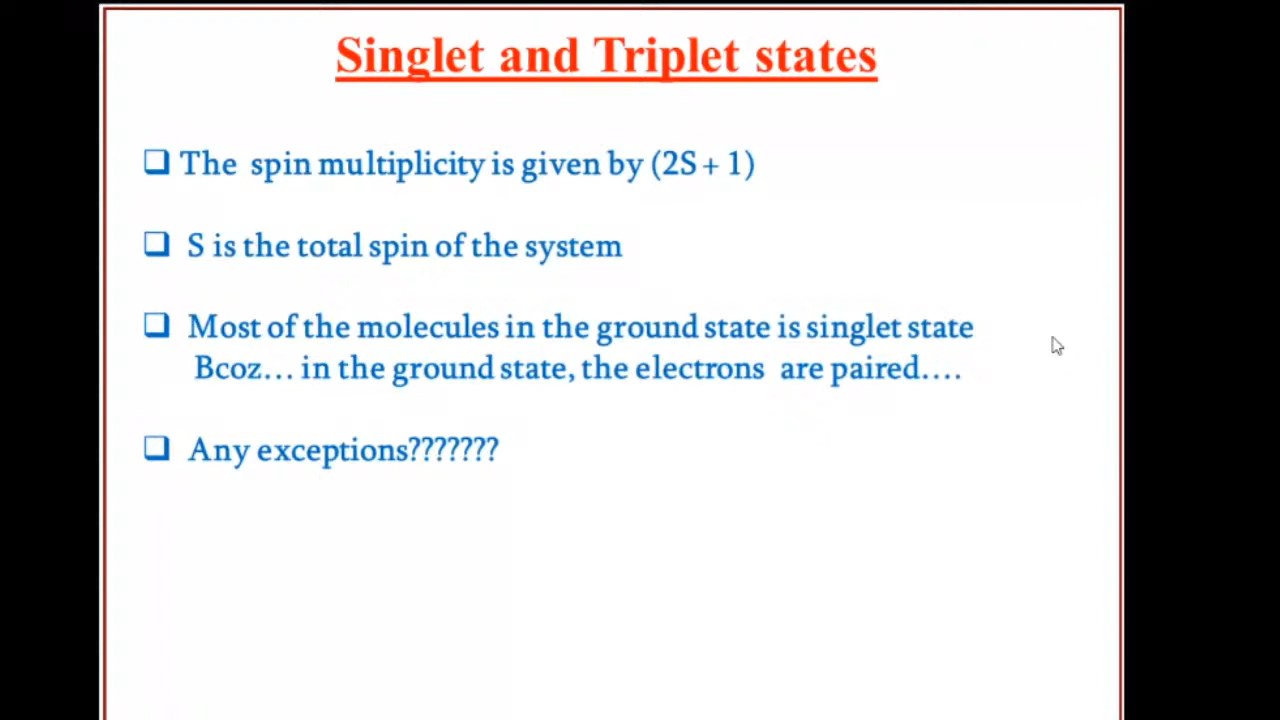 Singlet and Triplet states
❑ The spin multiplicity is given by (2S + 1)
❑ S is the total spin of the system
❑ Most of the molecules in the ground state is singlet state
Bcoz... in the ground state, the electrons are paired....
❑ Any exceptions???????